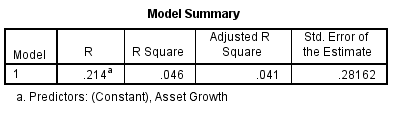 Model Summary
Model R R Square Adjusted R Square Std. Error of the Estimate
1 .214a .046 .041 .28162
a. Predictors: (Constant), Asset Growth